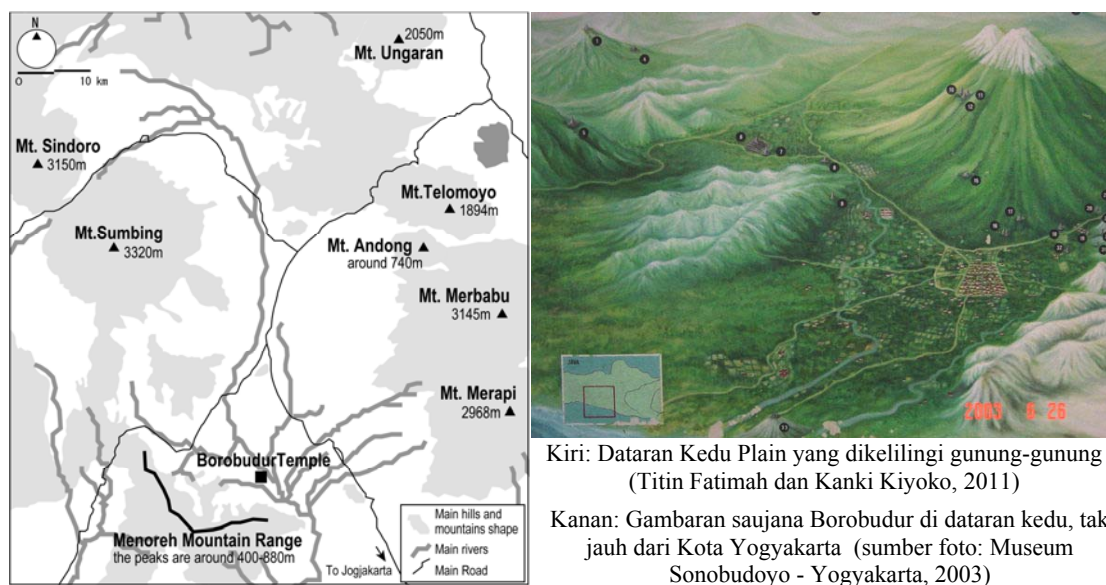 N
0 10 km
2050m
Mt. Ungaran
Mt. Sindoro
3150m
Mt.Telomoyo
1894m
Mt.Sumbing
3320m
Mt. Andong
around 740m
Mt. Merbabu
3145m
Mt. Merapi
2968m
BorobudurTemple
Menoreh Mountain Range
the peaks are around 400-880m
To Jogjakarta
Main hills and
mountains shape
Main rivers
Main Road
2003 6 26
Kiri: Dataran Kedu Plain yang dikelilingi gunung-gunung
(Titin Fatimah dan Kanki Kiyoko, 2011)
Kanan: Gambaran saujana Borobudur di dataran kedu, tak
jauh dari Kota Yogyakarta (sumber foto: Museum
Sonobudoyo - Yogyakarta, 2003)